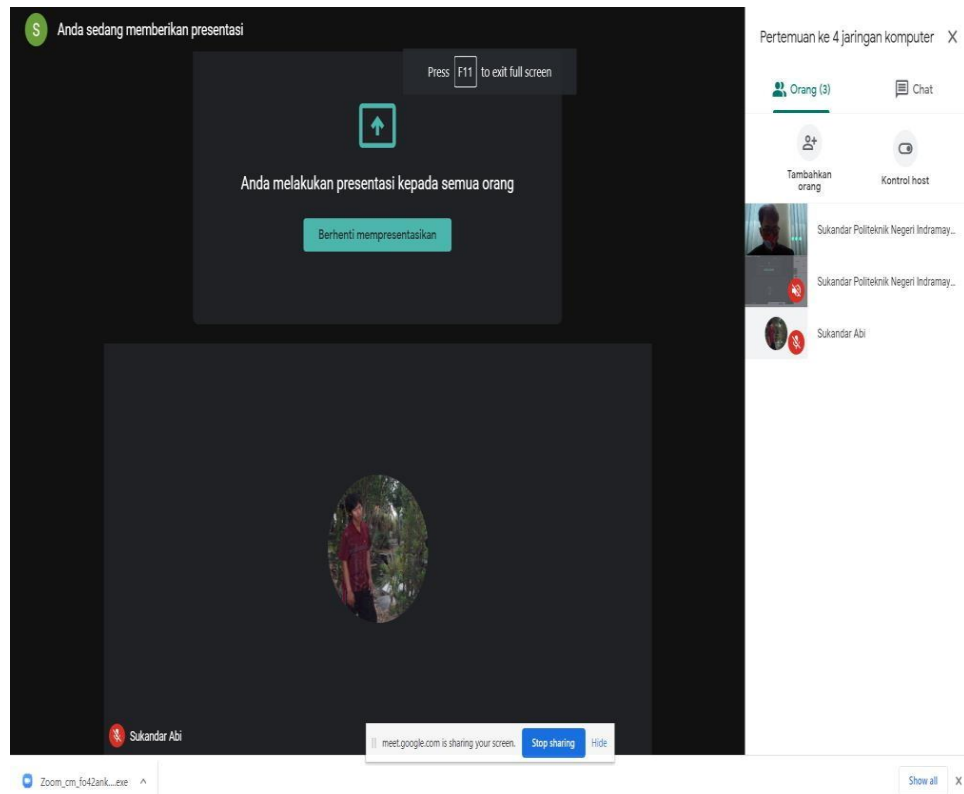 S
Anda sedang memberikan presentasi
Press F11 to exit full screen
Anda melakukan presentasi kepada semua orang
Berhenti mempresentasikan
Sukandar Abi
meet.google.com is sharing your screen.
Stop sharing
Hide
Pertemuan ke 4 jaringan komputer X
Orang (3)
Chat
Tambahkan
orang
Kontrol host
Sukandar Politeknik Negeri Indramay...
Sukandar Politeknik Negeri Indramay...
Sukandar Abi
Zoom_cm_fo42ank....exe
Show all X